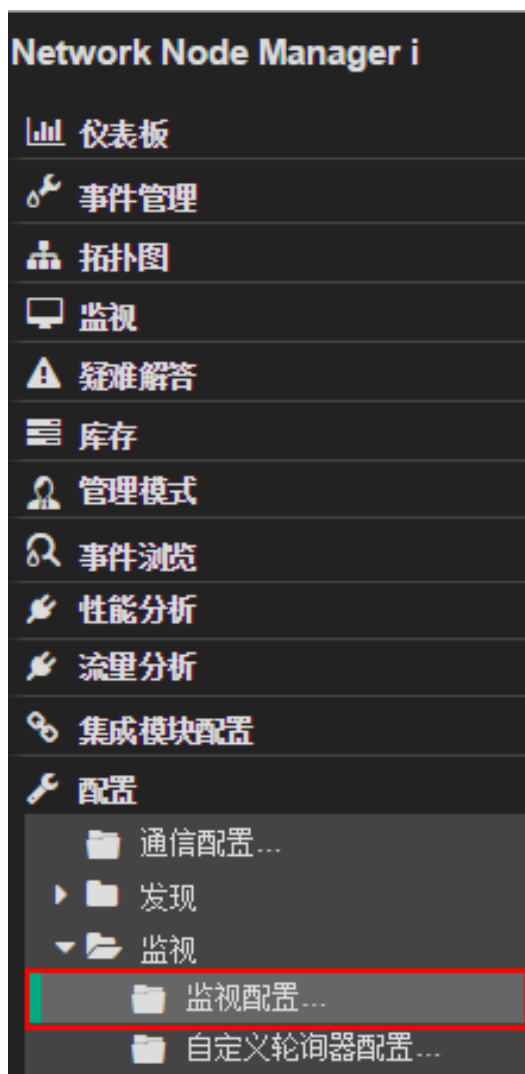 Network Node Manager i
仪表板
事件管理
拓扑图
监视
疑难解答
库存
管理模式
事件浏览
性能分析
流量分析
集成模块配置
配置
通信配置...
发现
监视
监视配置...
自定义轮询器配置...